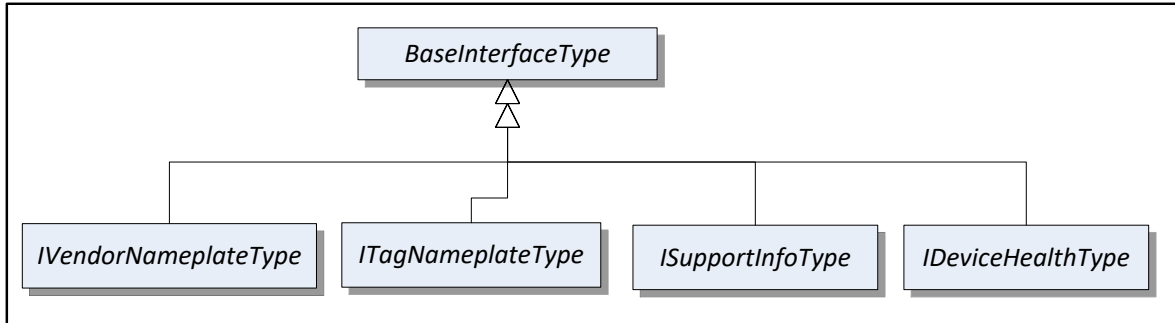 BaseInterfaceType
IVendorNameplateType
ITagNameplateType
ISupportInfoType
IDeviceHealthType